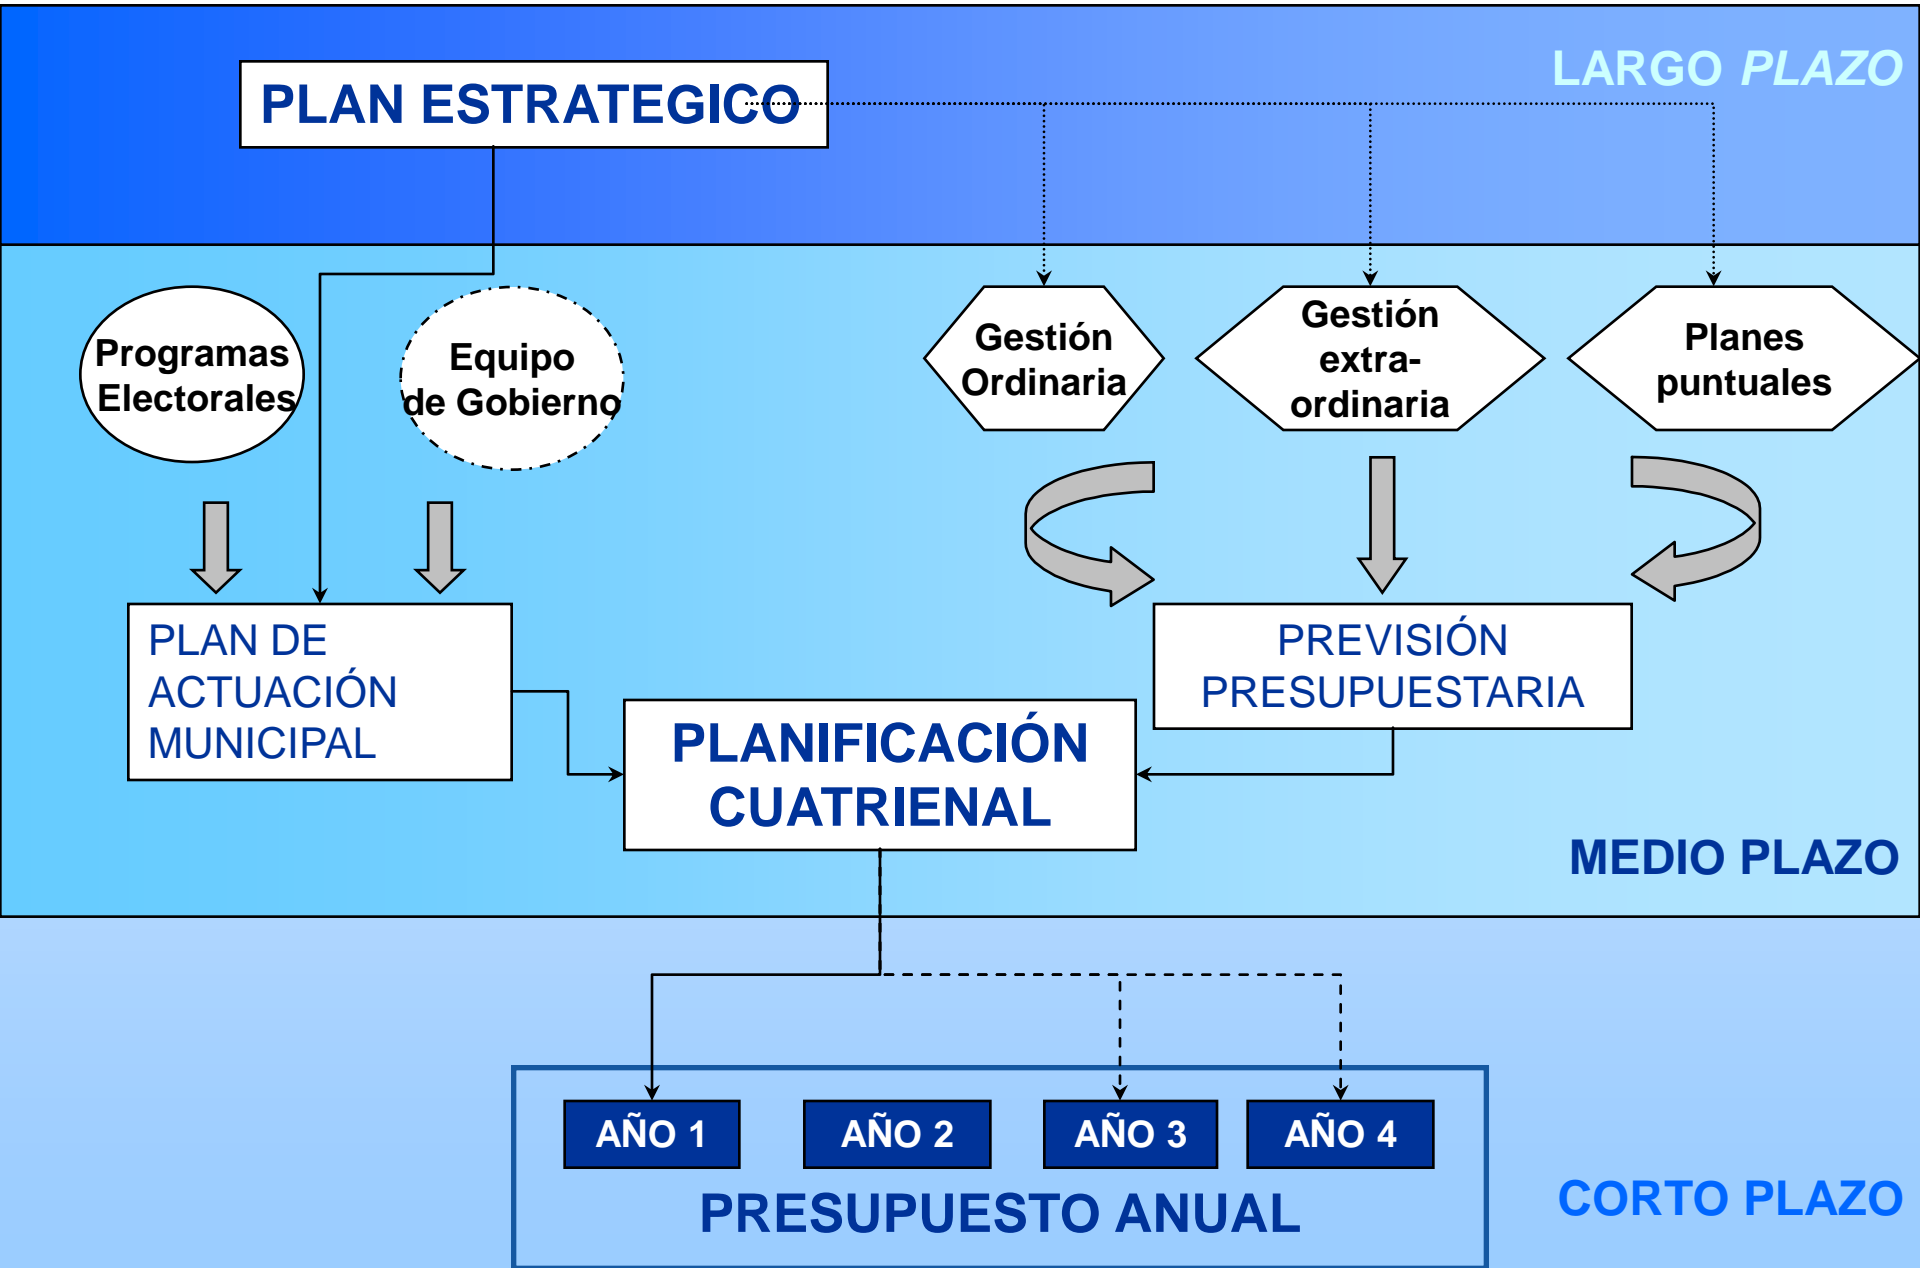 LARGO PLAZO
PLAN ESTRATEGICO
Programas
Electorales
Equipo
de Gobierno
Gestión
Ordinaria
Gestión
extra-
ordinaria
Planes
puntuales
PLAN DE
ACTUACIÓN
MUNICIPAL
PREVISIÓN
PRESUPUESTARIA
PLANIFICACIÓN
CUATRIENAL
MEDIO PLAZO
AÑO 1
AÑO 2
AÑO 3
AÑO 4
PRESUPUESTO ANUAL
CORTO PLAZO